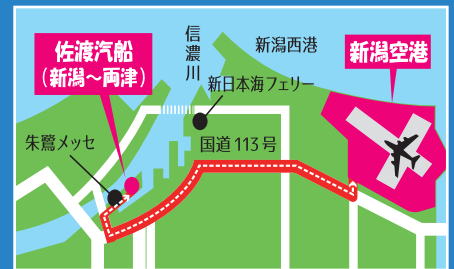 佐渡汽船
(新潟～両津)
信濃川
新潟西港
新潟空港
新日本海フェリー
朱鷺メッセ
国道113号